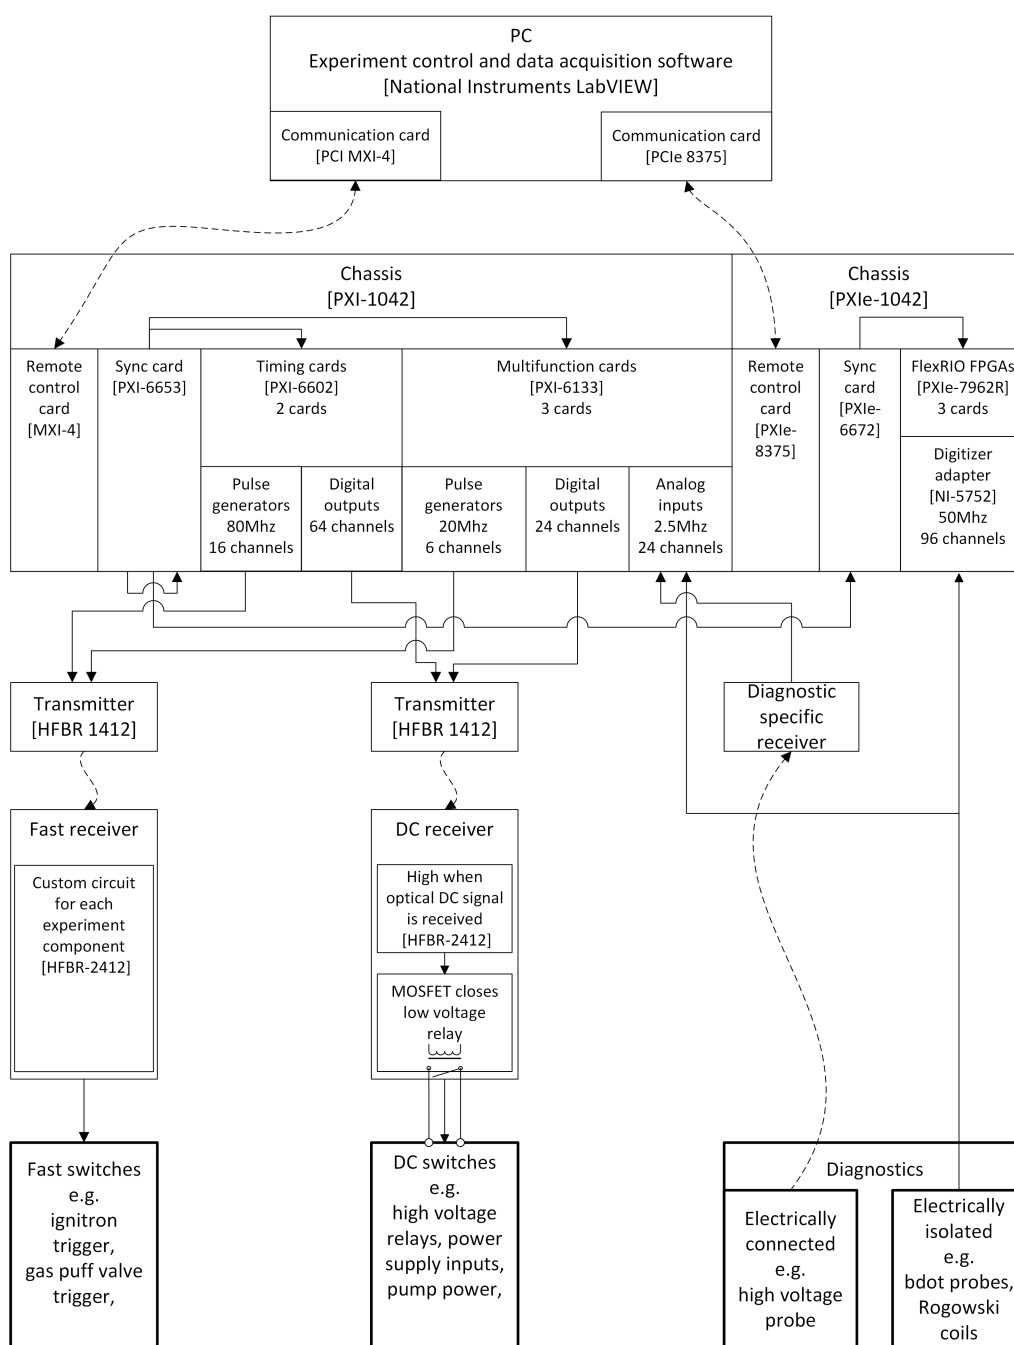 PC
Experiment control and data acquisition software
[National Instruments LabVIEW]
Communication card
[PCI MXI-4]
Communication card
[PCIe 8375]
Chassis
[PXI-1042]
Chassis
[PXIe-1042]
Remote
control
card
[MXI-4]
Sync card
[PXI-6653]
Timing cards
[PXI-6602]
2 cards
Multifunction cards
[PXI-6133]
3 cards
Remote
control
card
[PXIe-
8375]
Sync
card
[PXIe-
6672]
FlexRIO FPGAs
[PXIe-7962R]
3 cards
Pulse
generators
80Mhz
16 channels
Digital
outputs
64 channels
Pulse
generators
20Mhz
6 channels
Digital
outputs
24 channels
Analog
inputs
2.5Mhz
24 channels
Digitizer
adapter
[NI-5752]
50Mhz
96 channels
Transmitter
[HFBR 1412]
Transmitter
[HFBR 1412]
Diagnostic
specific
receiver
Fast receiver
Custom circuit
for each
experiment
component
[HFBR-2412]
DC receiver
High when
optical DC signal
is received
[HFBR-2412]
MOSFET closes
low voltage
relay
Fast switches
e.g.
ignitron
trigger,
gas puff valve
trigger,
DC switches
e.g.
high voltage
relays, power
supply inputs,
pump power,
Diagnostics
Electrically
connected
e.g.
high voltage
probe
Electrically
isolated
e.g.
bdot probes,
Rogowski
coils